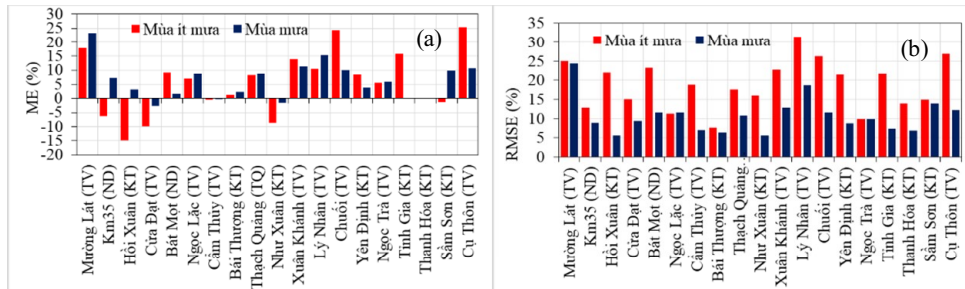 (a)
Mùa ít mưa
Mùa mưa
ME (%)
30
25
20
15
10
5
0
-5
-10
-15
-20
Mường Lát (TV)
Km35 (ND)
Hồi Xuân (KT)
Cửa Đạt (TV)
Bát Mọt (ND)
Ngọc Lặc (TV)
Cẩm Thủy (TV)
Bái Thượng (KT)
Thạch Quảng (TQ)
Như Xuân (KT)
Xuân Khánh (TV)
Lý Nhân (TV)
Chuối (TV)
Yên Định (KT)
Ngọc Trà (TV)
Tĩnh Gia (KT)
Thanh Hóa (KT)
Sầm Sơn (KT)
Cụ Thôn (TV)
(b)
Mùa ít mưa
Mùa mưa
RMSE (%)
35
30
25
20
15
10
5
0
Mường Lát (TV)
Km35 (ND)
Hồi Xuân (KT)
Cửa Đạt (TV)
Bát Mọt (ND)
Ngọc Lặc (TV)
Cẩm Thủy (TV)
Bái Thượng (KT)
Thạch Quảng.
Như Xuân (KT)
Xuân Khánh (TV)
Lý Nhân (TV)
Chuối (TV)
Yên Định (KT)
Ngọc Trà (TV)
Tĩnh Gia (KT)
Thanh Hóa (KT)
Sầm Sơn (KT)
Cụ Thôn (TV)